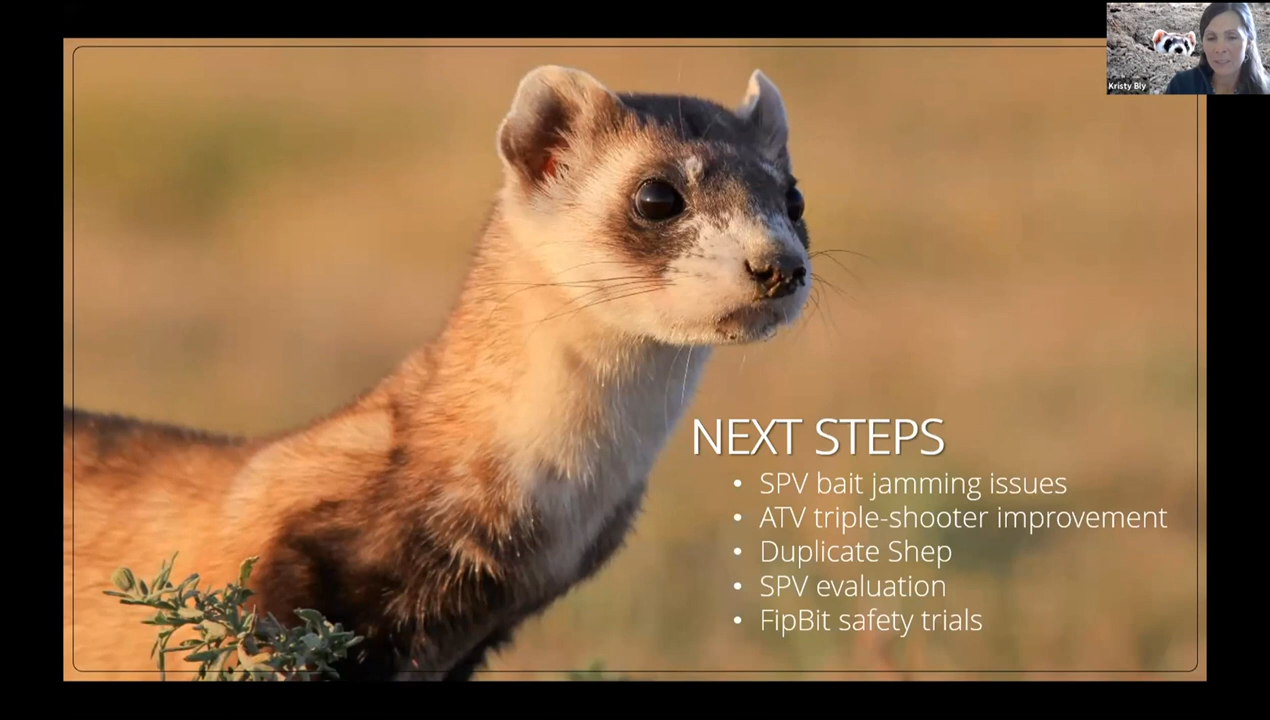 Kristy Bly
NEXT STEPS
• SPV bait jamming issues
• ATV triple-shooter improvement
• Duplicate Shep
• SPV evaluation
• FipBit safety trials